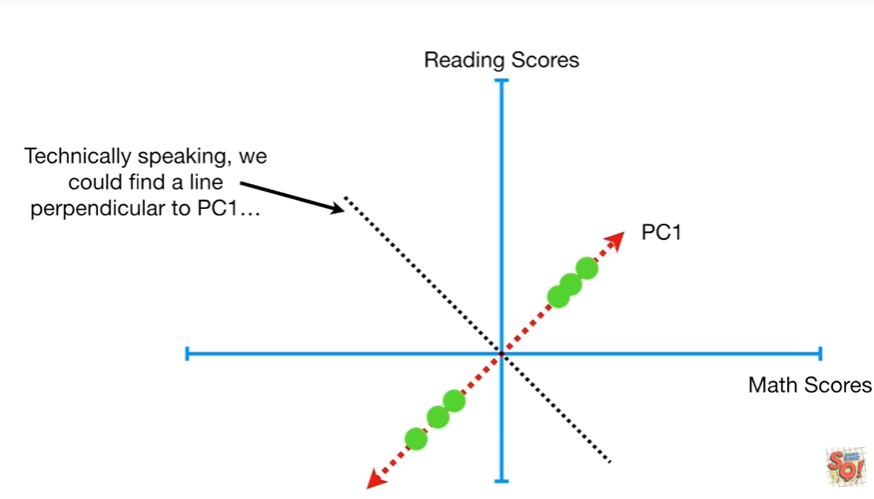 Reading Scores
Technically speaking, we
could find a line
perpendicular to PC1…
PC1
Math Scores